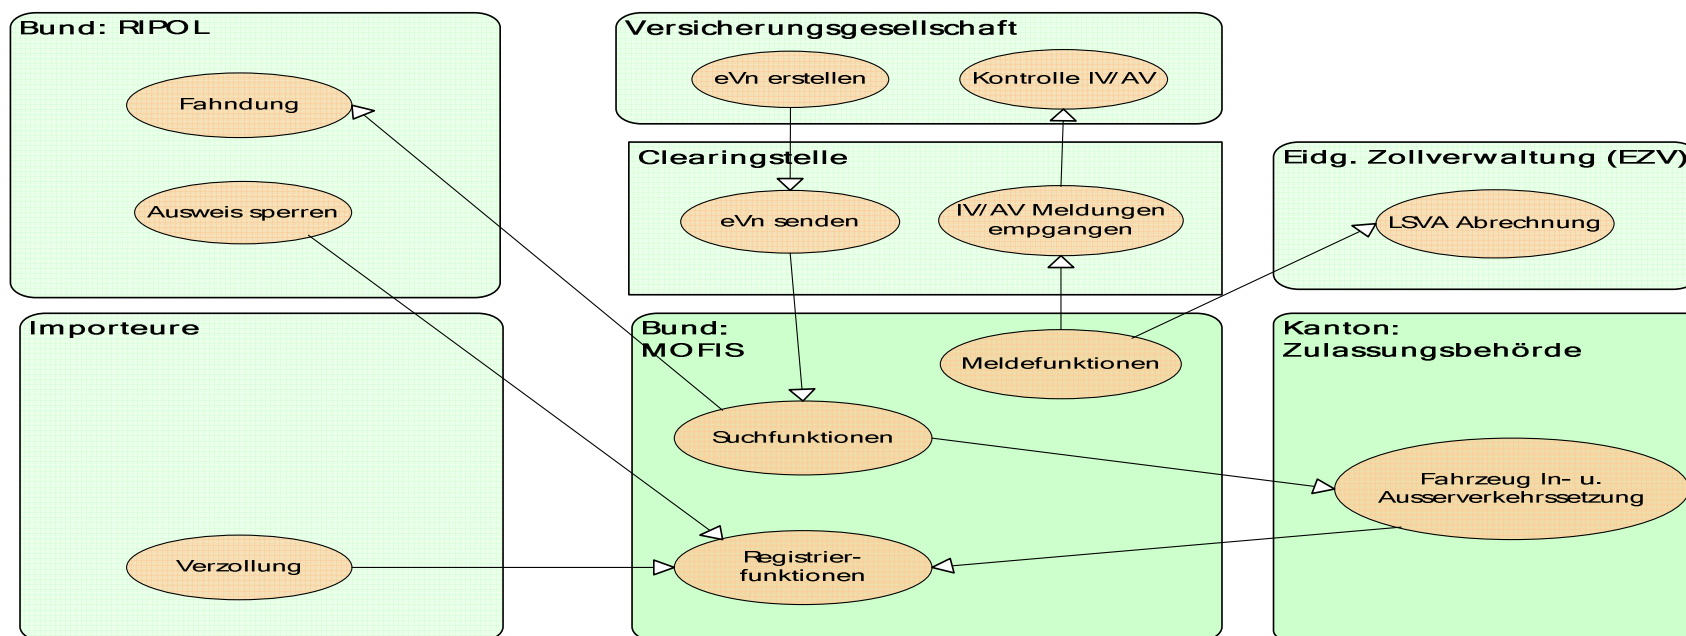 Bund: RIPOL
Fahndung
Ausweis sperren
Versicherungsgesellschaft
eVn erstellen
Kontrolle IV/AV
Clearingstelle
eVn senden
IV/AV Meldungen
empgangen
Eidg. Zollverwaltung (EZV)
LSVA Abrechnung
Importeure
Verzollung
Bund:
MOFIS
Meldefunktionen
Suchfunktionen
Registrier-
funktionen
Kanton:
Zulassungsbehörde
Fahrzeug In- u.
Ausserverkehrssetzung